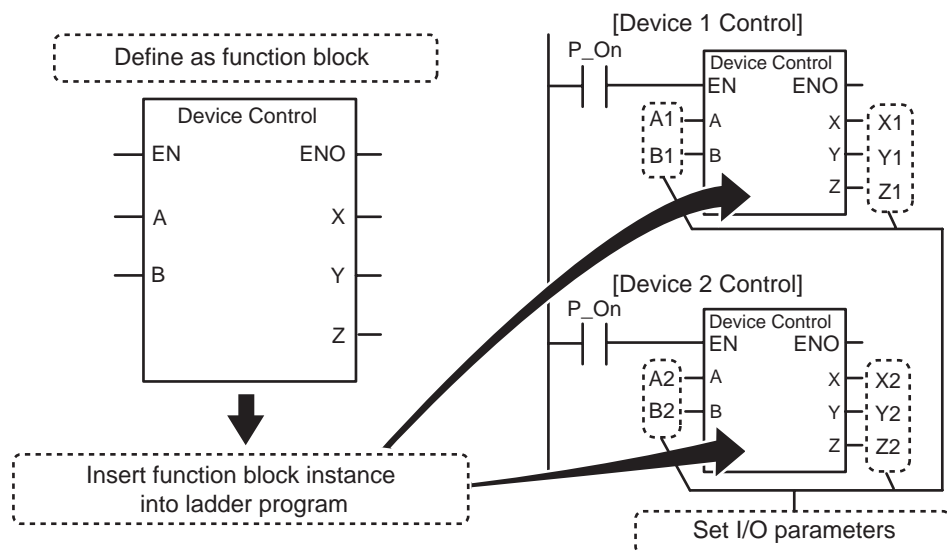 Define as function block
Device Control
EN ENO
A X
B Y
Z
Insert function block instance
into ladder program
[Device 1 Control]
P_On
Device Control
EN ENO
A1 A X X1
B1 B Y Y1
Z Z1
[Device 2 Control]
P_On
Device Control
EN ENO
A2 A X X2
B2 B Y Y2
Z Z2
Set I/O parameters